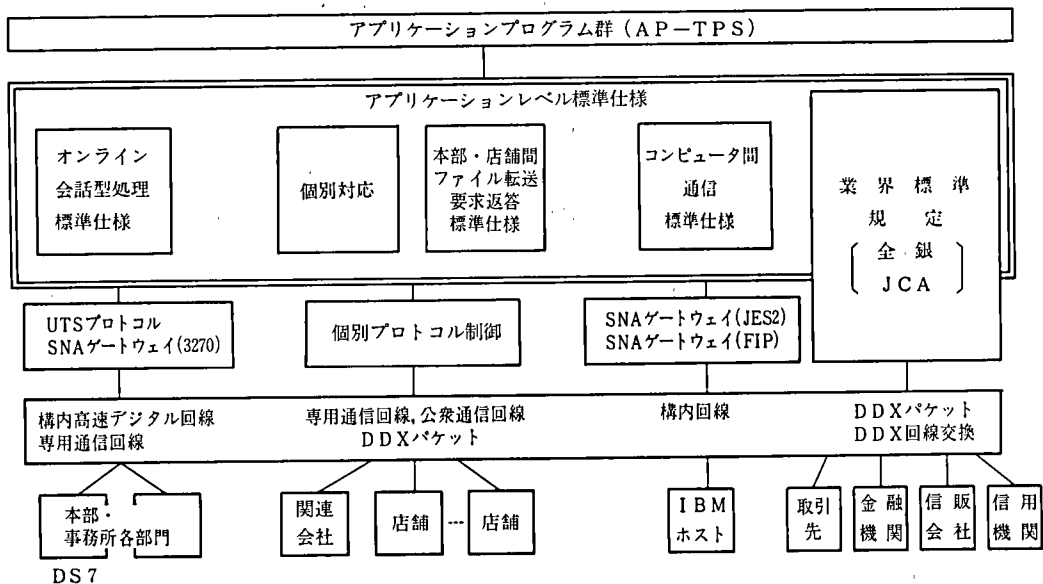 アプリケーションプログラム群(AP－TPS)
アプリケーションレベル標準仕様
オンライン
会話型処理
標準仕様
個別対応
本部・店舗間
ファイル転送
要求返答
標準仕様
コンピュータ間
通信
標準仕様
業界標準
規定
全銀
JCA
UTSプロトコル
SNAゲートウェイ(3270)
個別プロトコル制御
SNAゲートウェイ(JES2)
SNAゲートウェイ(FIP)
構内高速デジタル回線
専用通信回線
専用通信回線,公衆通信回線
DDXパケット
構内回線
DDXパケット
DDX回線交換
本部・
事務所各部門
DS7
関連
会社
店舗
…
店舗
IBM
ホスト
取引
先
金融
機関
信販
会社
信用
機関